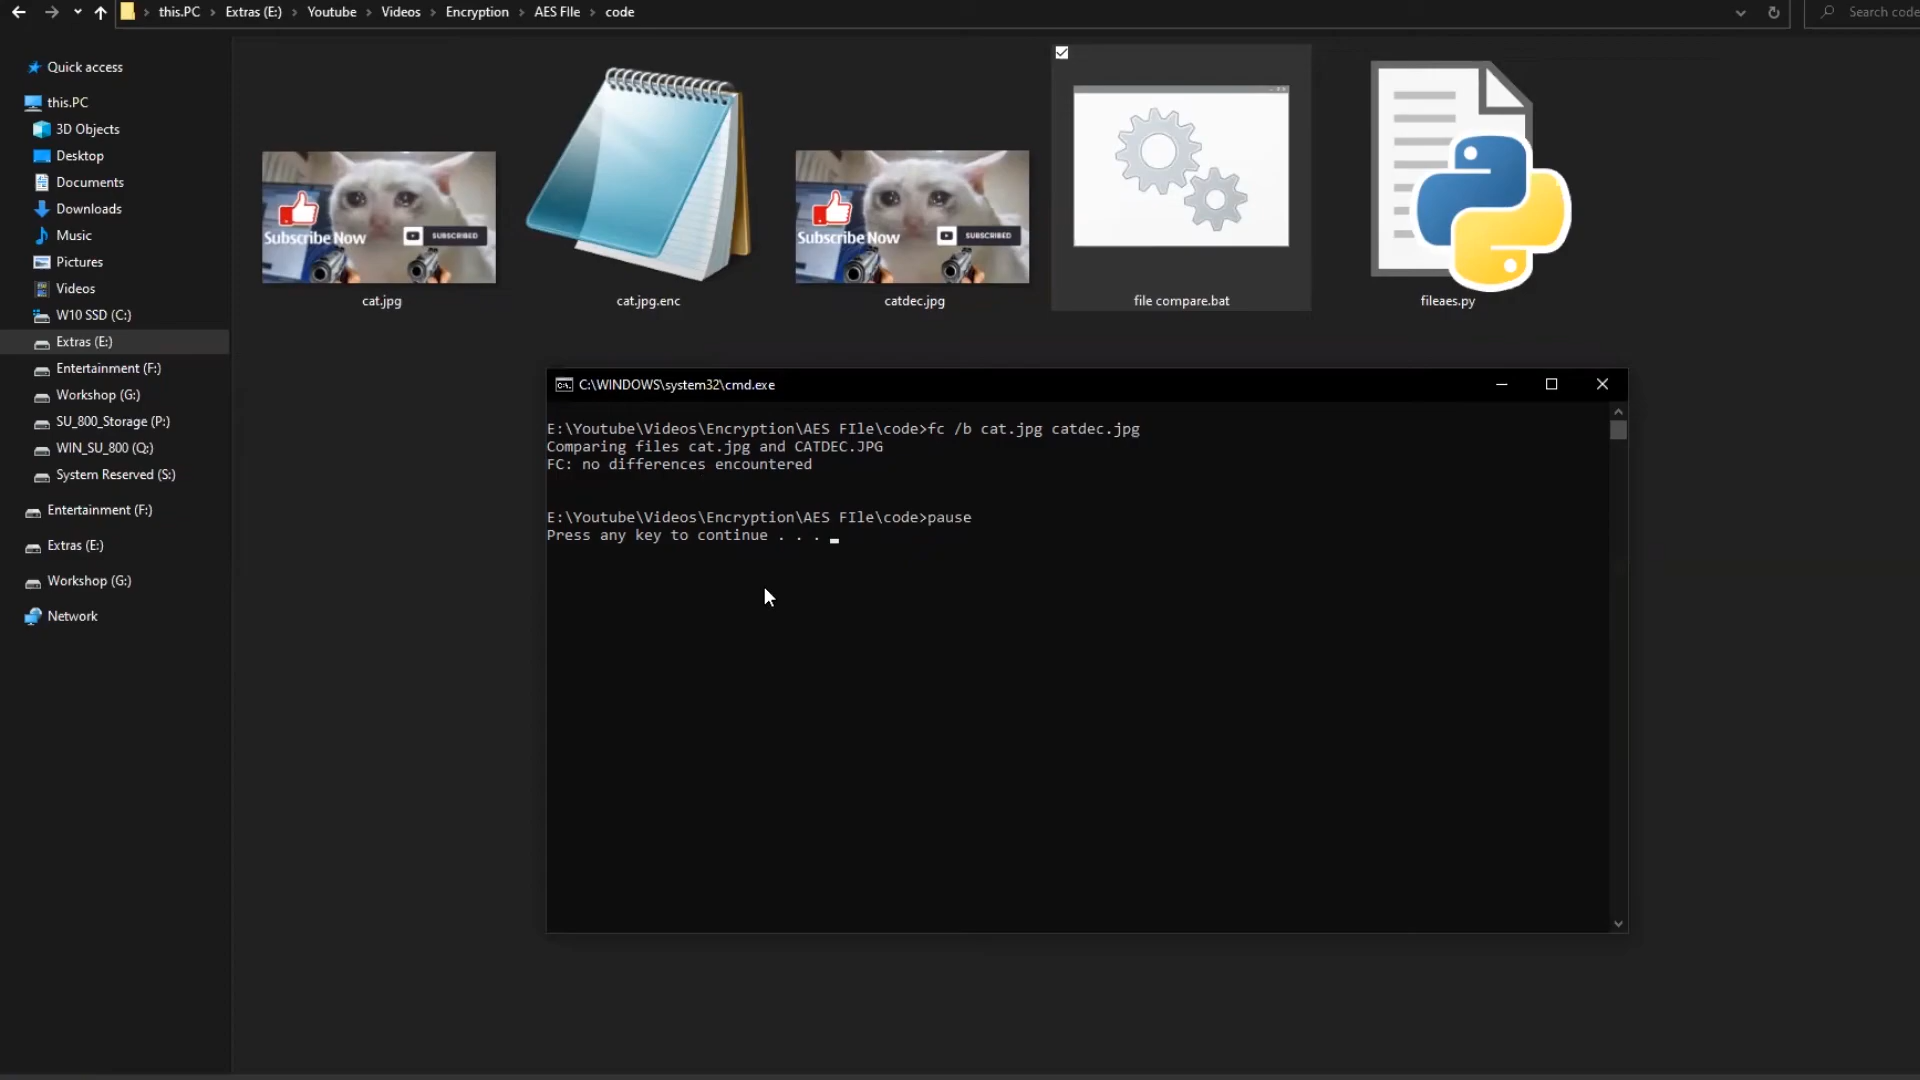 this.PC > Extras (E:) > Youtube > Videos > Encryption > AES FIle > code
Search code
Quick access
this.PC
3D Objects
Desktop
Documents
Downloads
Music
Pictures
Videos
W10 SSD (C:)
Extras (E:)
Entertainment (F:)
Workshop (G:)
SU_800_Storage (P:)
WIN_SU_800 (Q:)
System Reserved (S:)
Entertainment (F:)
Extras (E:)
Workshop (G:)
Network
Subscribe Now
SUBSCRIBED
Subscribe Now
SUBSCRIBED
cat.jpg
cat.jpg.enc
catdec.jpg
file compare.bat
fileaes.py
C:\WINDOWS\system32\cmd.exe
E:\Youtube\Videos\Encryption\AES FIle\code>fc /b cat.jpg catdec.jpg
Comparing files cat.jpg and CATDEC.JPG
FC: no differences encountered
E:\Youtube\Videos\Encryption\AES FIle\code>pause
Press any key to continue . . .